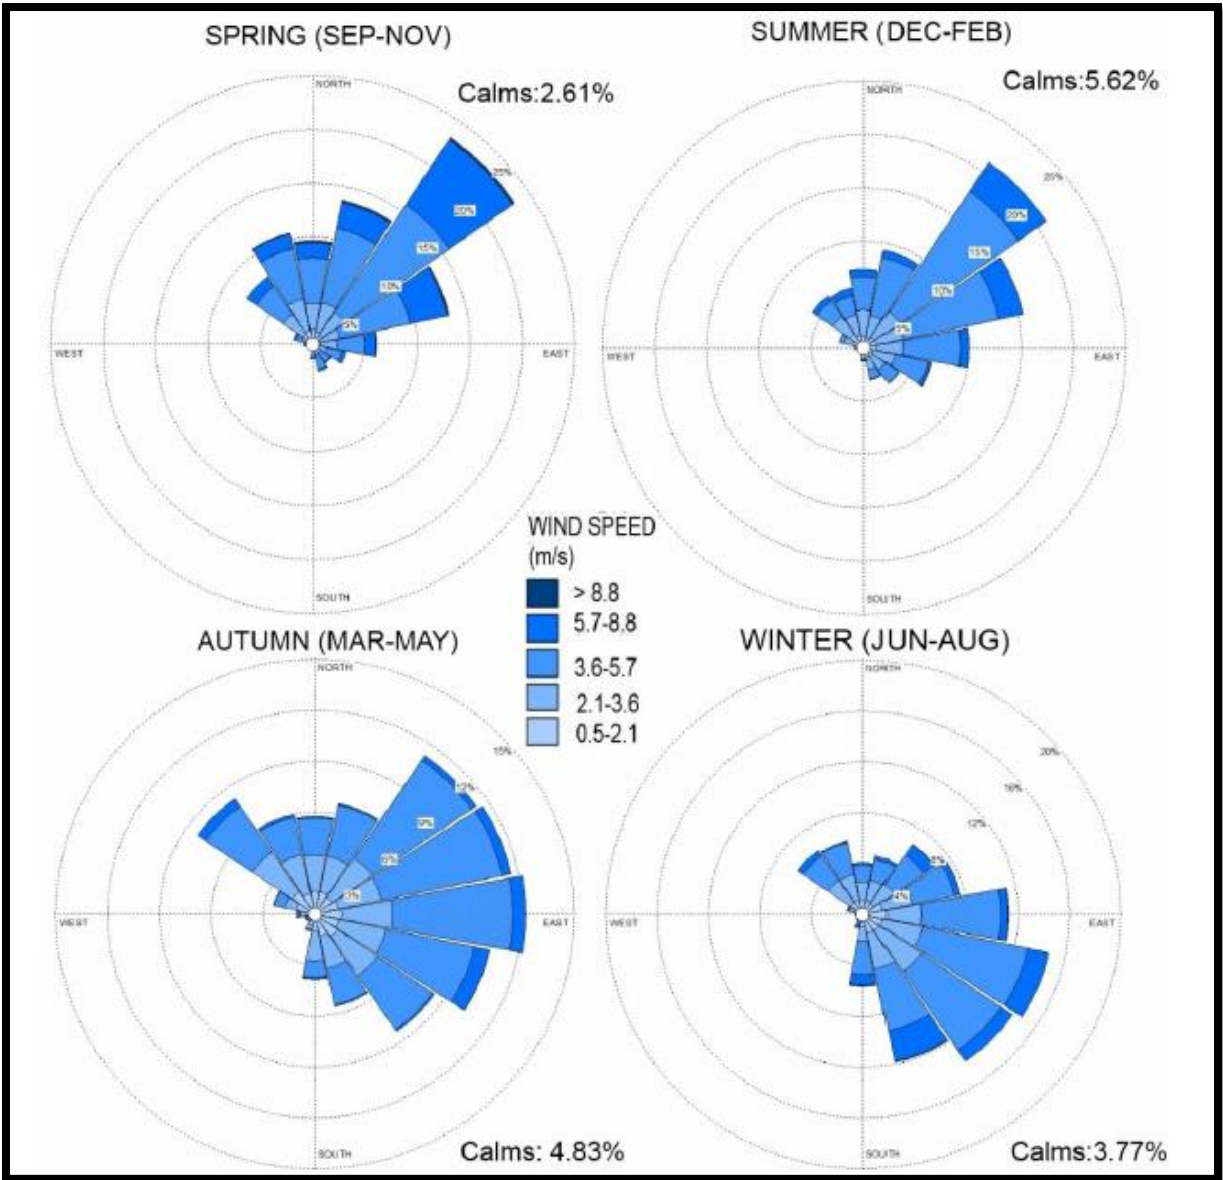 SPRING (SEP-NOV)
Calms:2.61%
NORTH
25%
20%
15%
10%
5%
WEST
EAST
SOUTH
SUMMER (DEC-FEB)
Calms:5.62%
NORTH
25%
20%
15%
10%
5%
WEST
EAST
SOUTH
WIND SPEED
(m/s)
> 8.8
5.7-8.8
3.6-5.7
2.1-3.6
0.5-2.1
AUTUMN (MAR-MAY)
NORTH
15%
12%
9%
6%
3%
WEST
EAST
SOUTH
Calms: 4.83%
WINTER (JUN-AUG)
NORTH
20%
16%
12%
8%
4%
WEST
EAST
SOUTH
Calms:3.77%